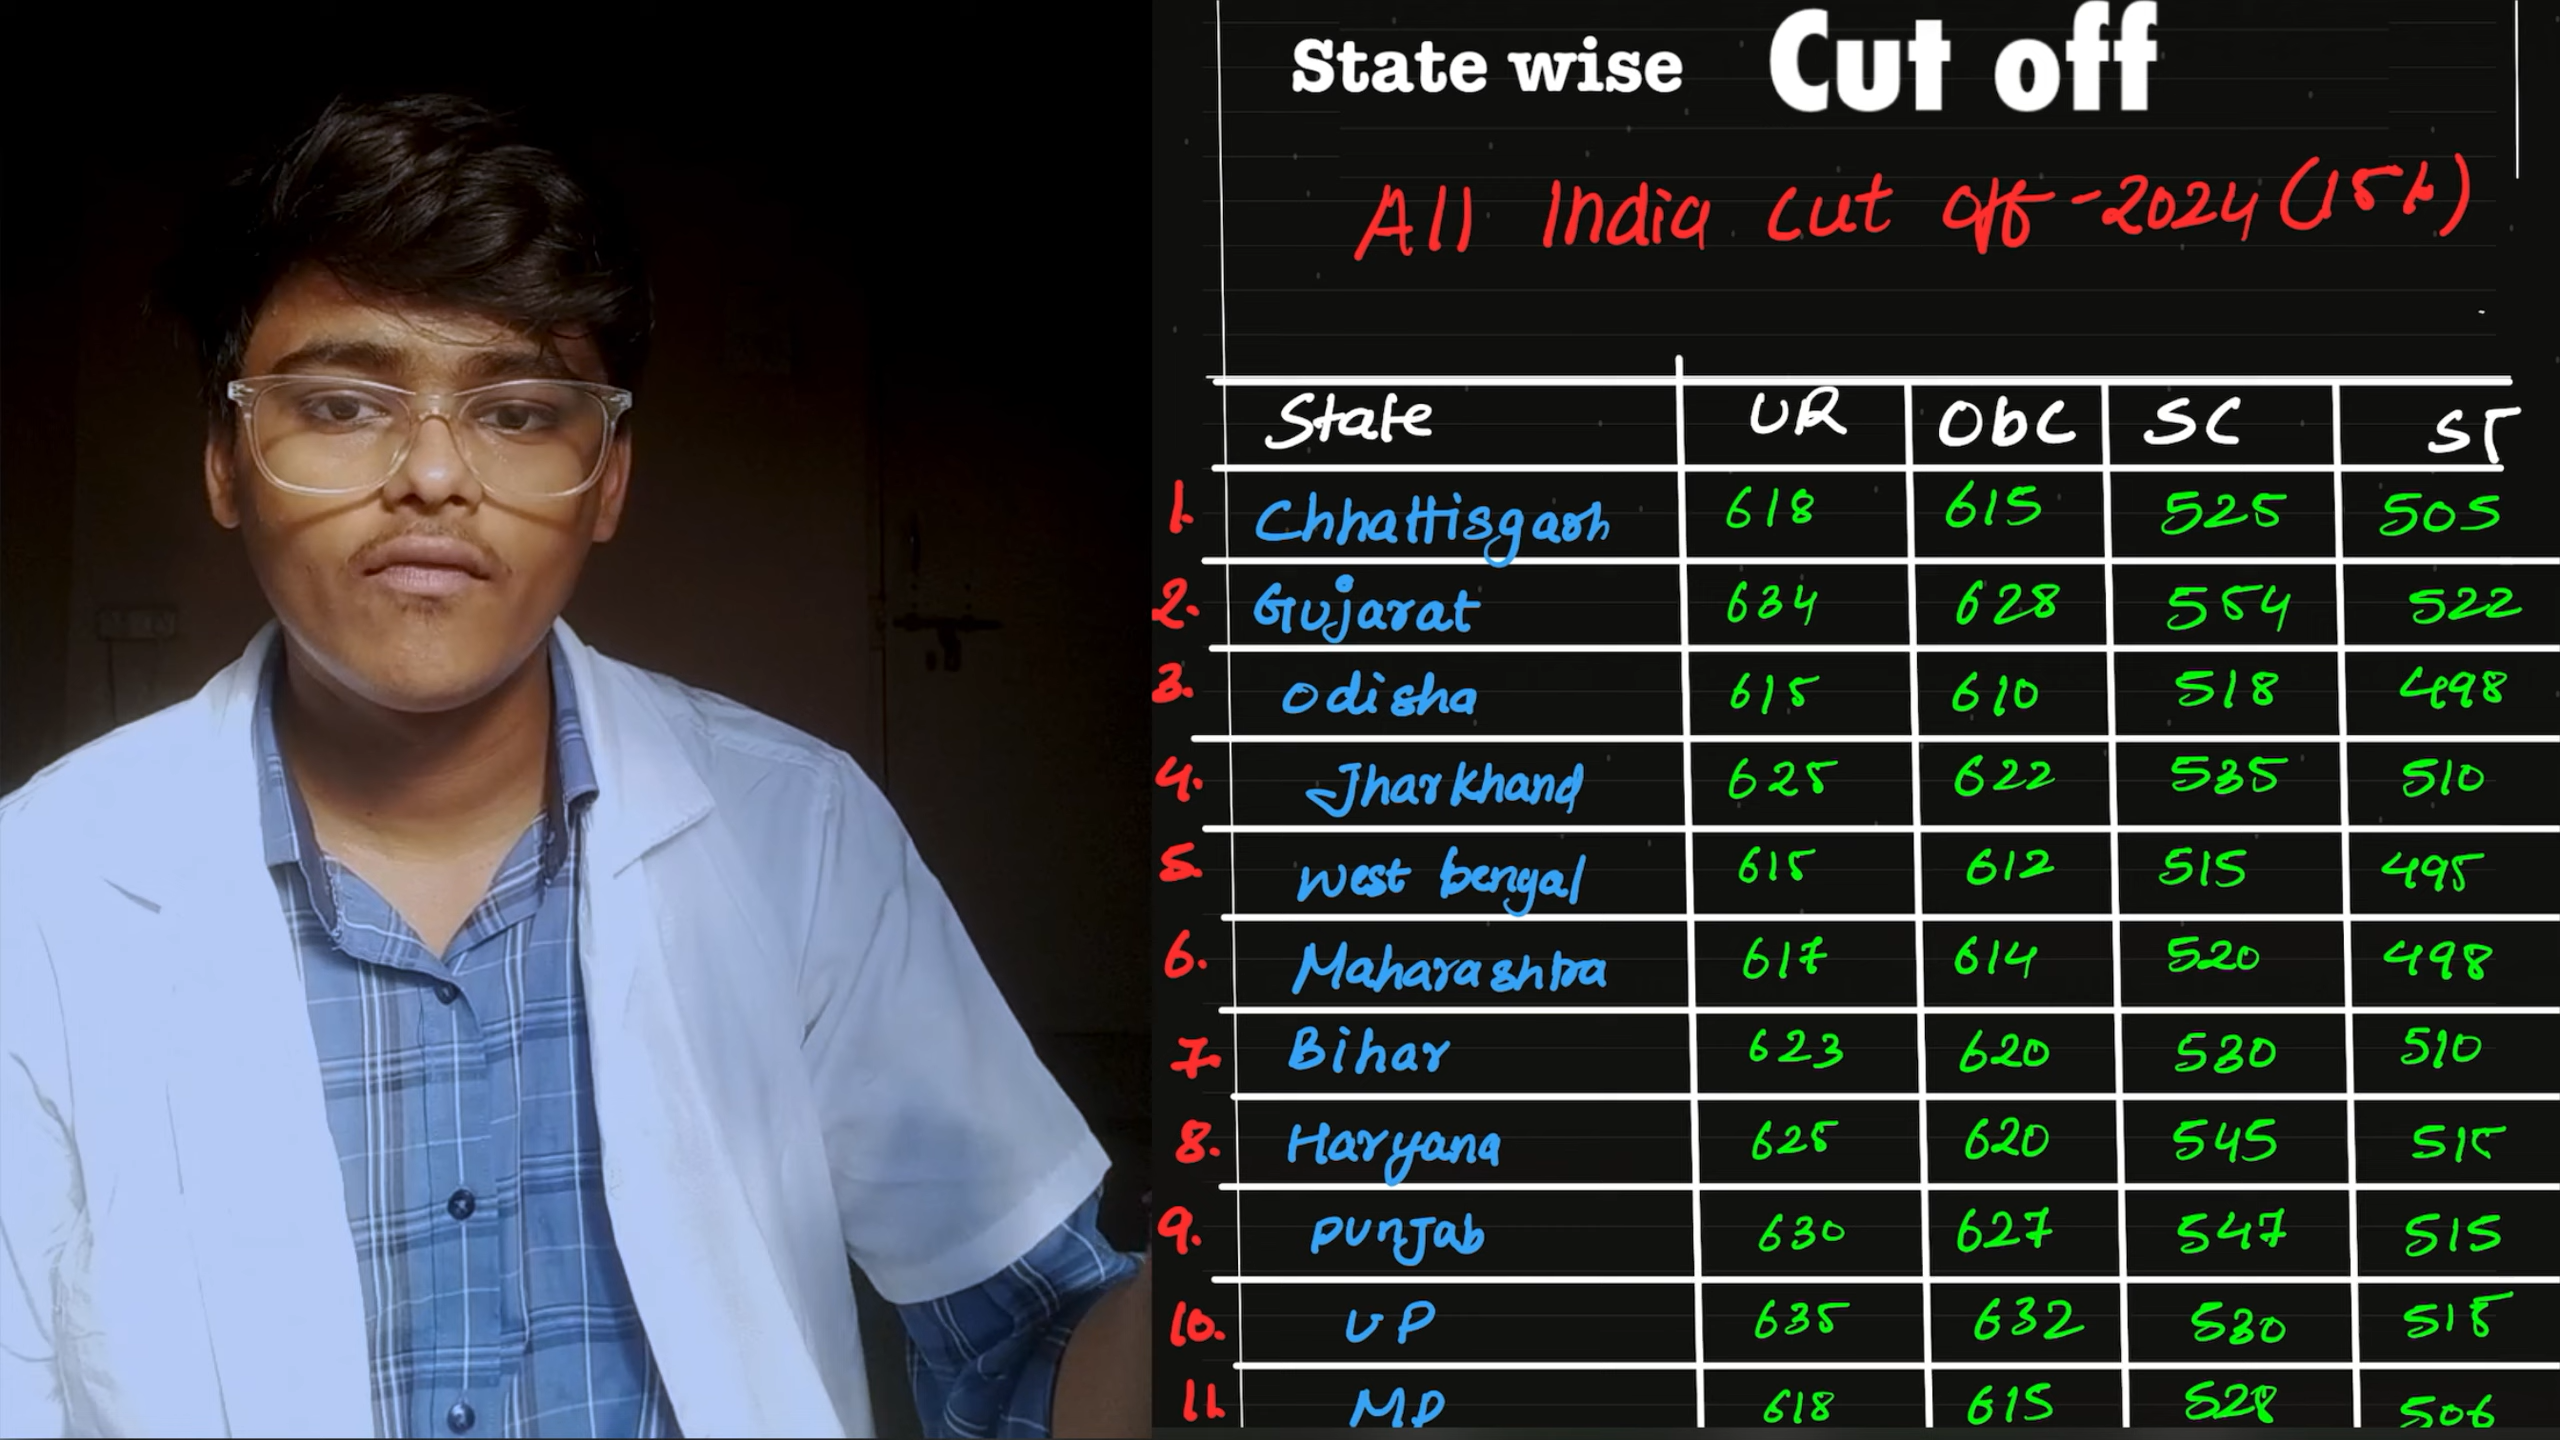 State wise Cut off
All India cut off -2024 (15%)
State UR ObC SC ST
1. Chhattisgarh 618 615 525 505
2. Gujarat 634 628 554 522
3. Odisha 615 610 518 498
4. Jharkhand 625 622 535 510
5. West bengal 615 612 515 495
6. Maharashtra 617 614 520 498
7. Bihar 623 620 530 510
8. Haryana 625 620 545 515
9. Punjab 630 627 547 515
10. UP 635 632 530 515
11. MP 618 615 528 506